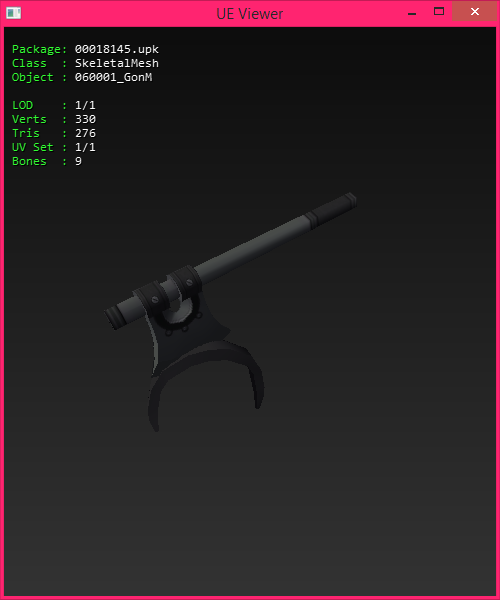 UE Viewer
Package: 00018145.upk
Class  : SkeletalMesh
Object : 060001_GonM
LOD    : 1/1
Verts  : 330
Tris   : 276
UV Set : 1/1
Bones  : 9